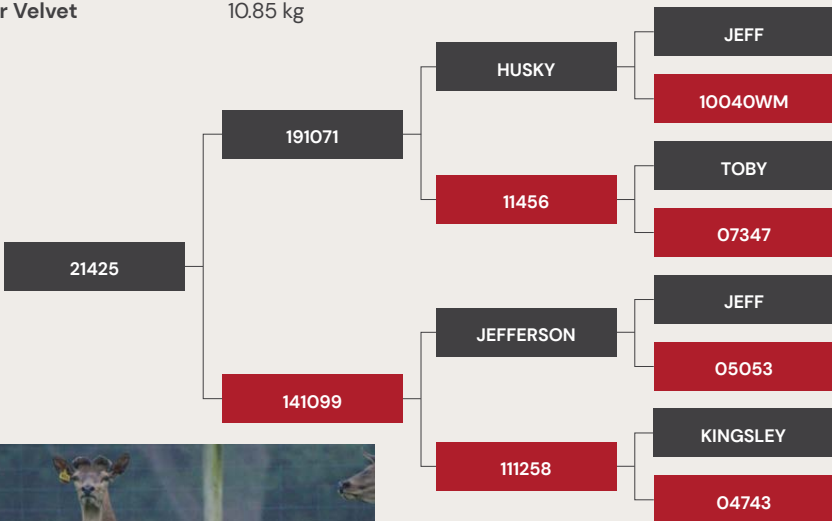 r Velvet 10.85 kg
JEFF
HUSKY
10040WM
191071
TOBY
11456
07347
21425
JEFF
JEFFERSON
05053
141099
KINGSLEY
111258
04743